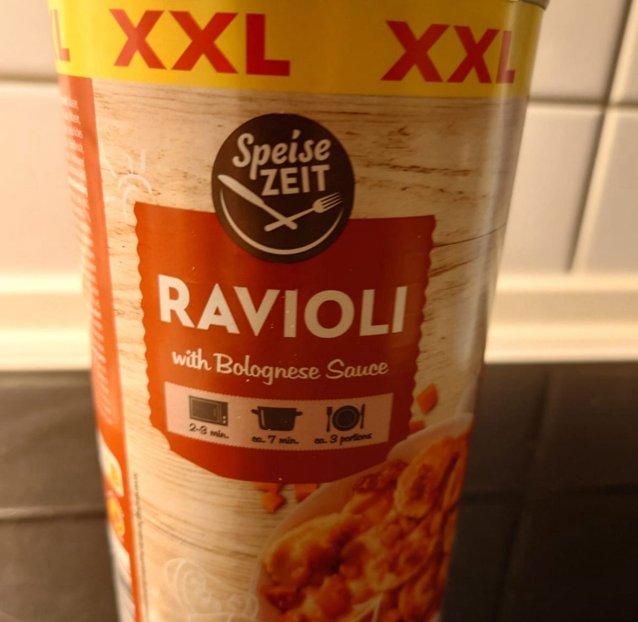 XXL XXL
Speise
ZEIT
RAVIOLI
with Bolognese Sauce
2-3 min. ca. 7 min. ca. 3 portions